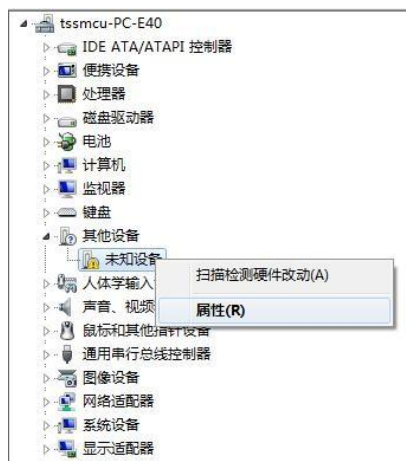 tssmcu-PC-E40
IDE ATA/ATAPI 控制器
便携设备
处理器
磁盘驱动器
电池
计算机
监视器
键盘
其他设备
未知设备
扫描检测硬件改动(A)
人体学输入
属性(R)
声音、视频
鼠标和其他指针设备
通用串行总线控制器
图像设备
网络适配器
系统设备
显示适配器